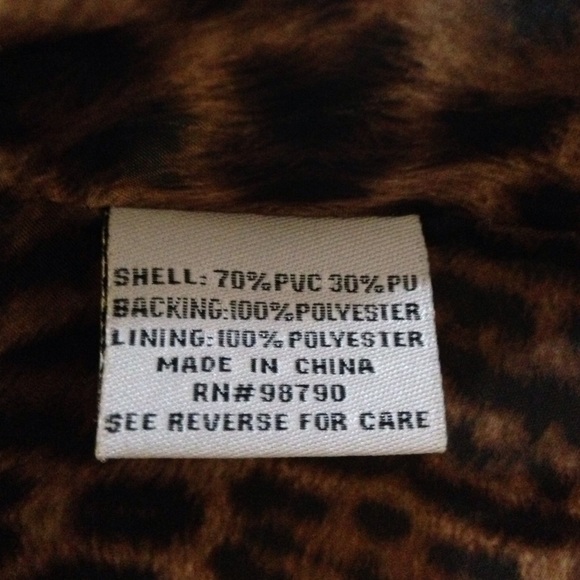 SHELL: 70% PVC 30% PU
BACKING:100% POLYESTER
LINING:100% POLYESTER
MADE IN CHINA
RN#98790
SEE REVERSE FOR CARE